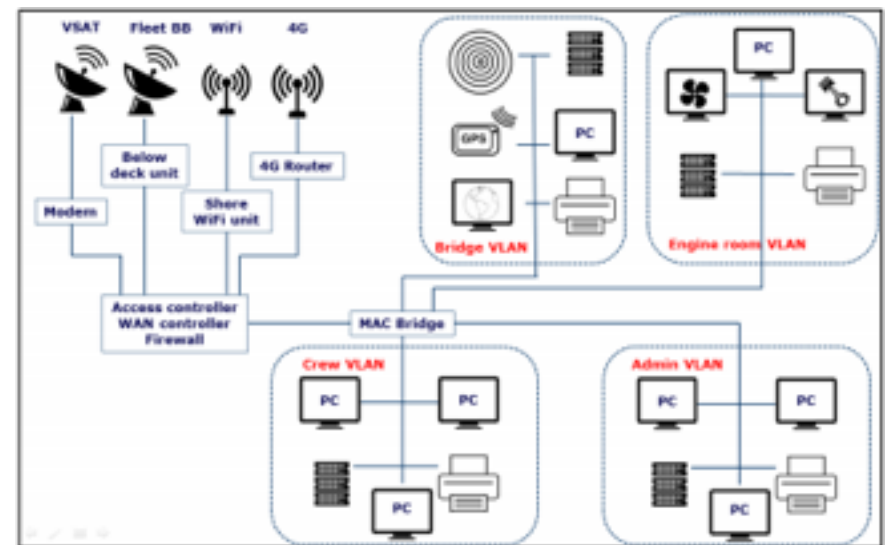 VSAT Fleet BB WiFi 4G
Below
deck unit
4G Router
Modem
Shore
WiFi unit
Access controller
WAN controller
Firewall
MAC Bridge
GPS
PC
Bridge VLAN
PC
Engine room VLAN
Crew VLAN
PC PC
PC
Admin VLAN
PC PC
PC